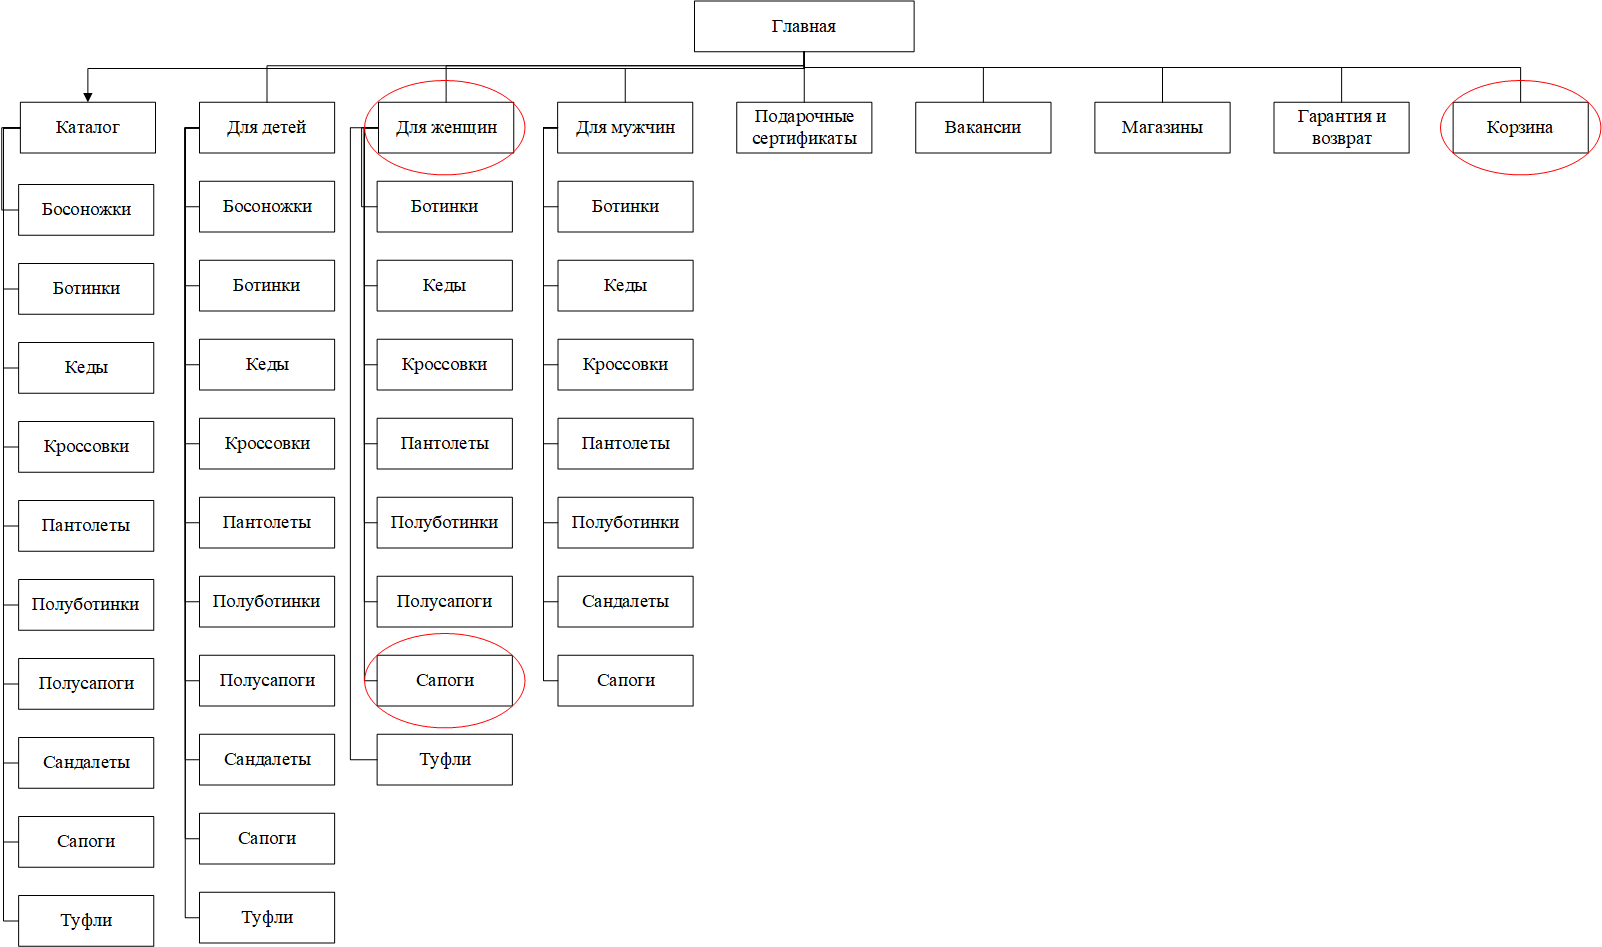 Главная
Каталог
Для детей
Для женщин
Для мужчин
Подарочные
сертификаты
Вакансии
Магазины
Гарантия и
возврат
Корзина
Босоножки
Ботинки
Кеды
Кроссовки
Пантолеты
Полуботинки
Полусапоги
Сандалеты
Сапоги
Туфли
Босоножки
Ботинки
Кеды
Кроссовки
Пантолеты
Полуботинки
Полусапоги
Сандалеты
Сапоги
Туфли
Ботинки
Кеды
Кроссовки
Пантолеты
Полуботинки
Полусапоги
Сапоги
Туфли
Ботинки
Кеды
Кроссовки
Пантолеты
Полуботинки
Сандалеты
Сапоги